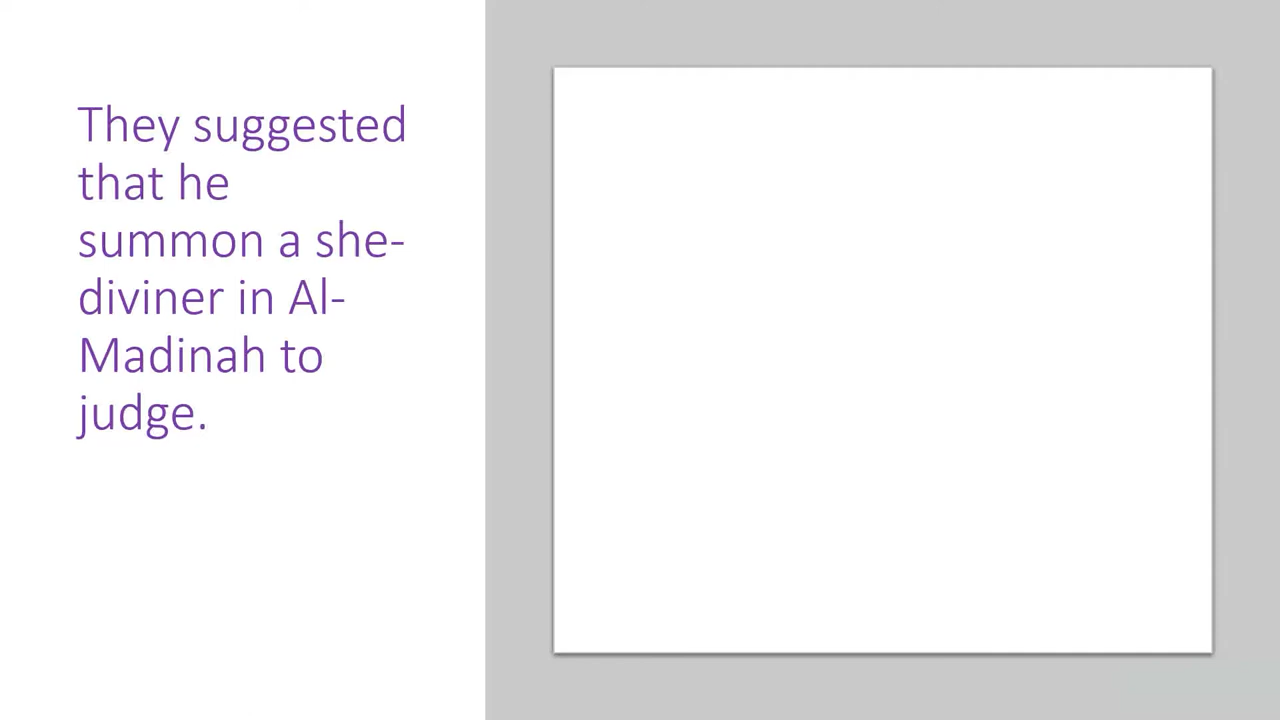 They suggested
that he
summon a she-
diviner in Al-
Madinah to
judge.